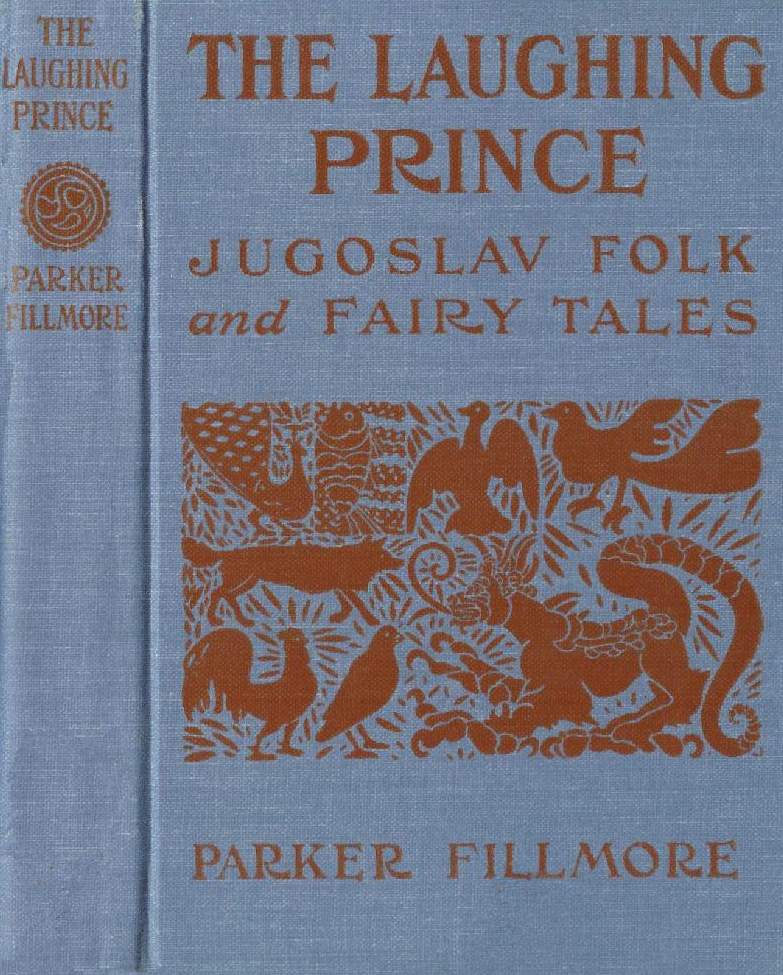 THE
LAUGHING
PRINCE
PARKER
FILLMORE
THE LAUGHING
PRINCE
JUGOSLAV FOLK
and FAIRY TALES
PARKER FILLMORE